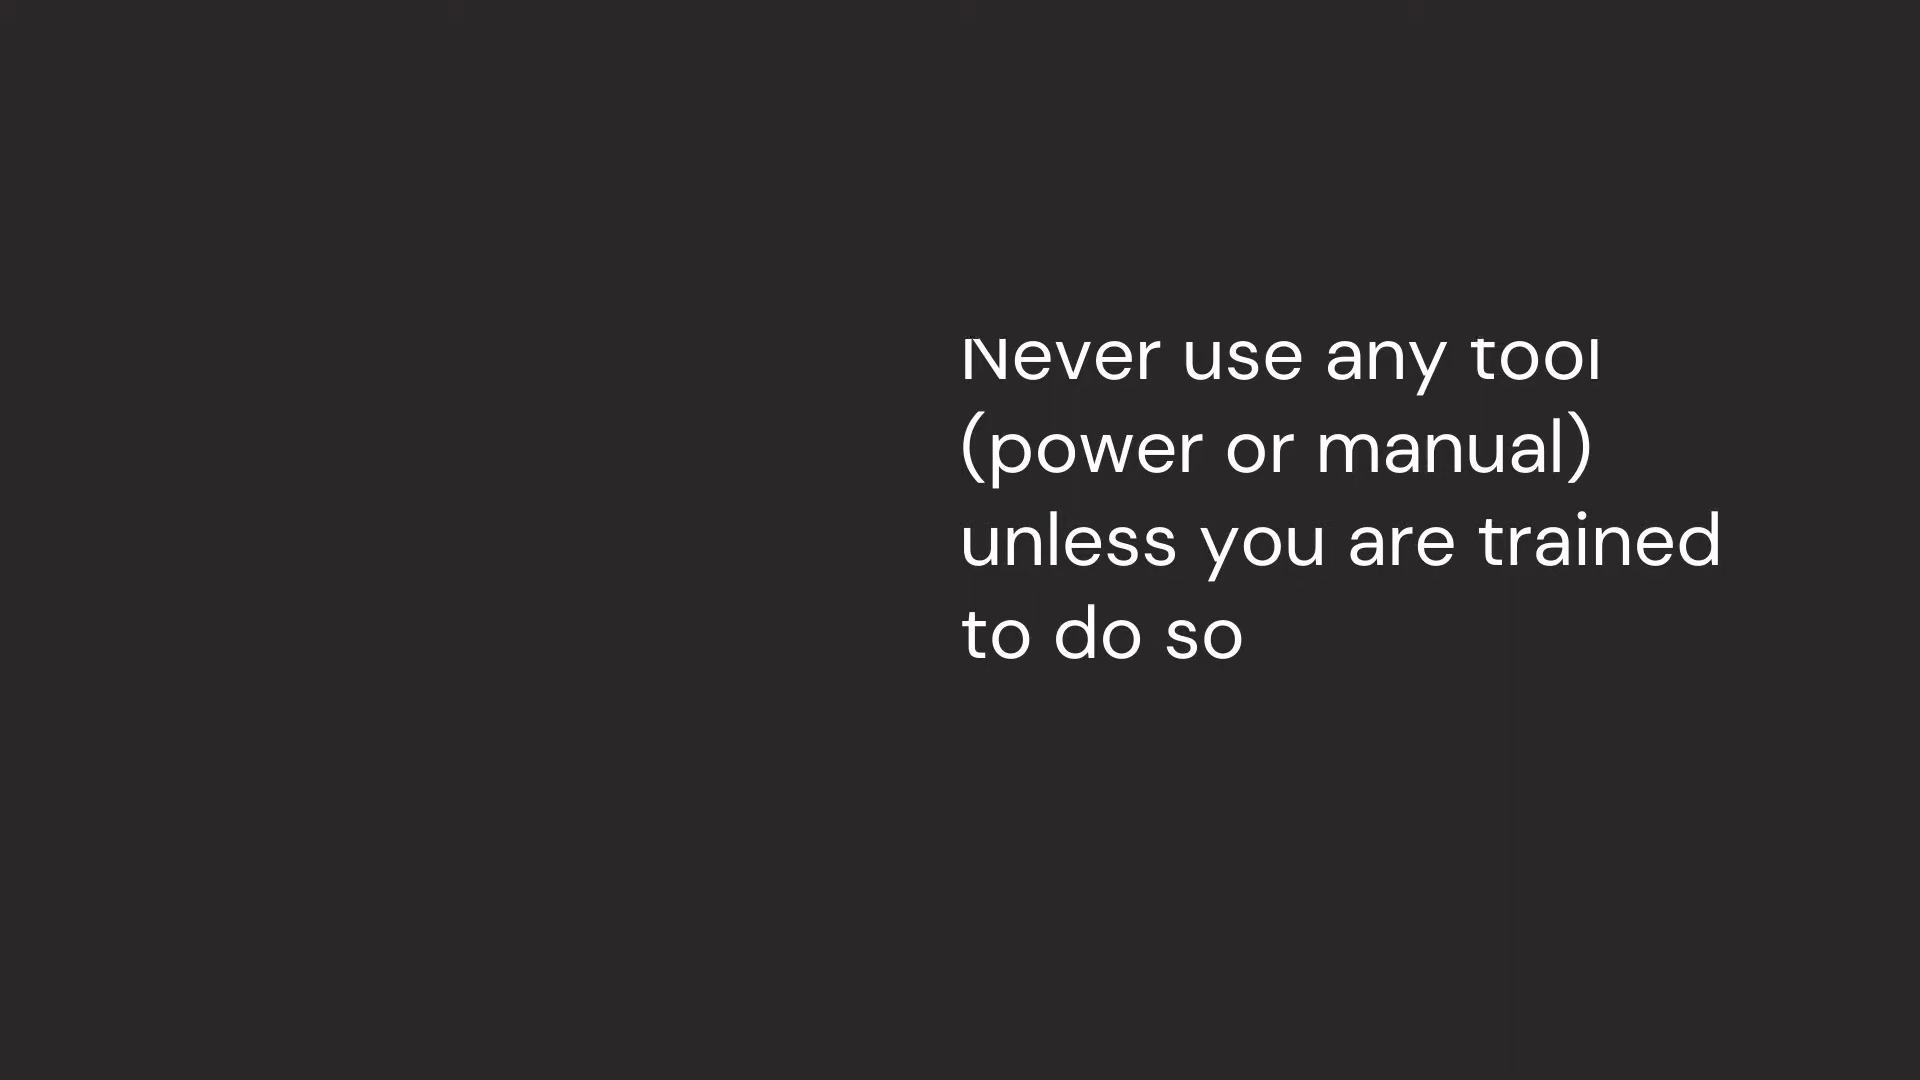 Never use any tool
(power or manual)
unless you are trained
to do so